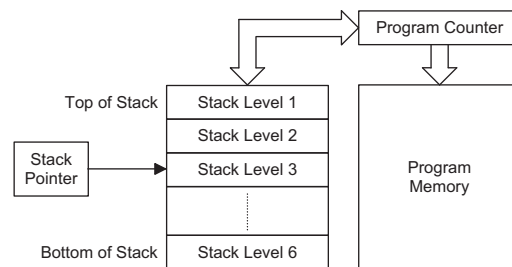 Program Counter
Top of Stack
Stack Level 1
Stack Level 2
Stack
Pointer
Stack Level 3
Program
Memory
Bottom of Stack
Stack Level 6